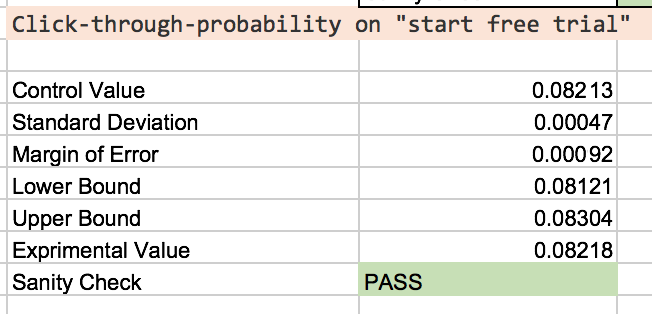 Click-through-probability on "start free trial"
Control Value 0.08213
Standard Deviation 0.00047
Margin of Error 0.00092
Lower Bound 0.08121
Upper Bound 0.08304
Exprimental Value 0.08218
Sanity Check PASS